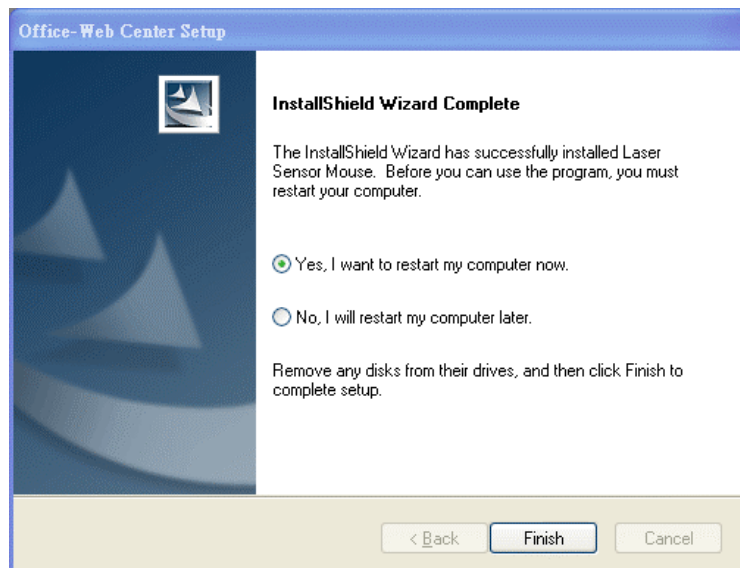 Office-Web Center Setup
InstallShield Wizard Complete
The InstallShield Wizard has successfully installed Laser
Sensor Mouse.  Before you can use the program, you must
restart your computer.
Yes, I want to restart my computer now.
No, I will restart my computer later.
Remove any disks from their drives, and then click Finish to
complete setup.
< Back
Finish
Cancel